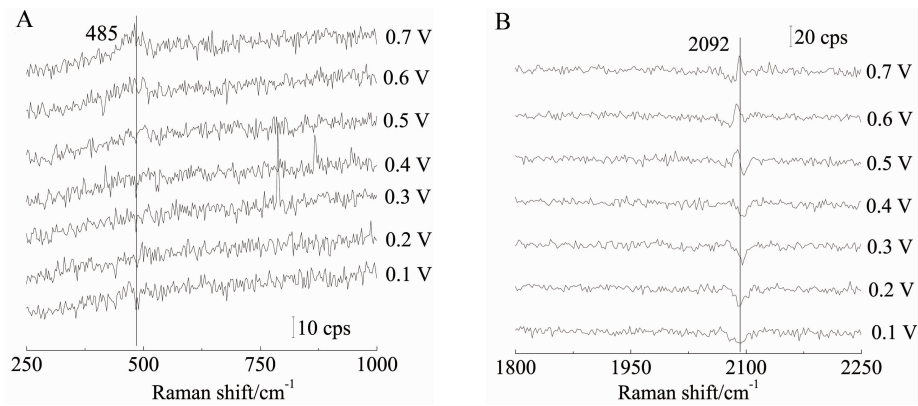 A
485
0.7 V
0.6 V
0.5 V
0.4 V
0.3 V
0.2 V
0.1 V
10 cps
250 500 750 1000
Raman shift/cm-1
B
20 cps
2092
0.7 V
0.6 V
0.5 V
0.4 V
0.3 V
0.2 V
0.1 V
1800 1950 2100 2250
Raman shift/cm-1